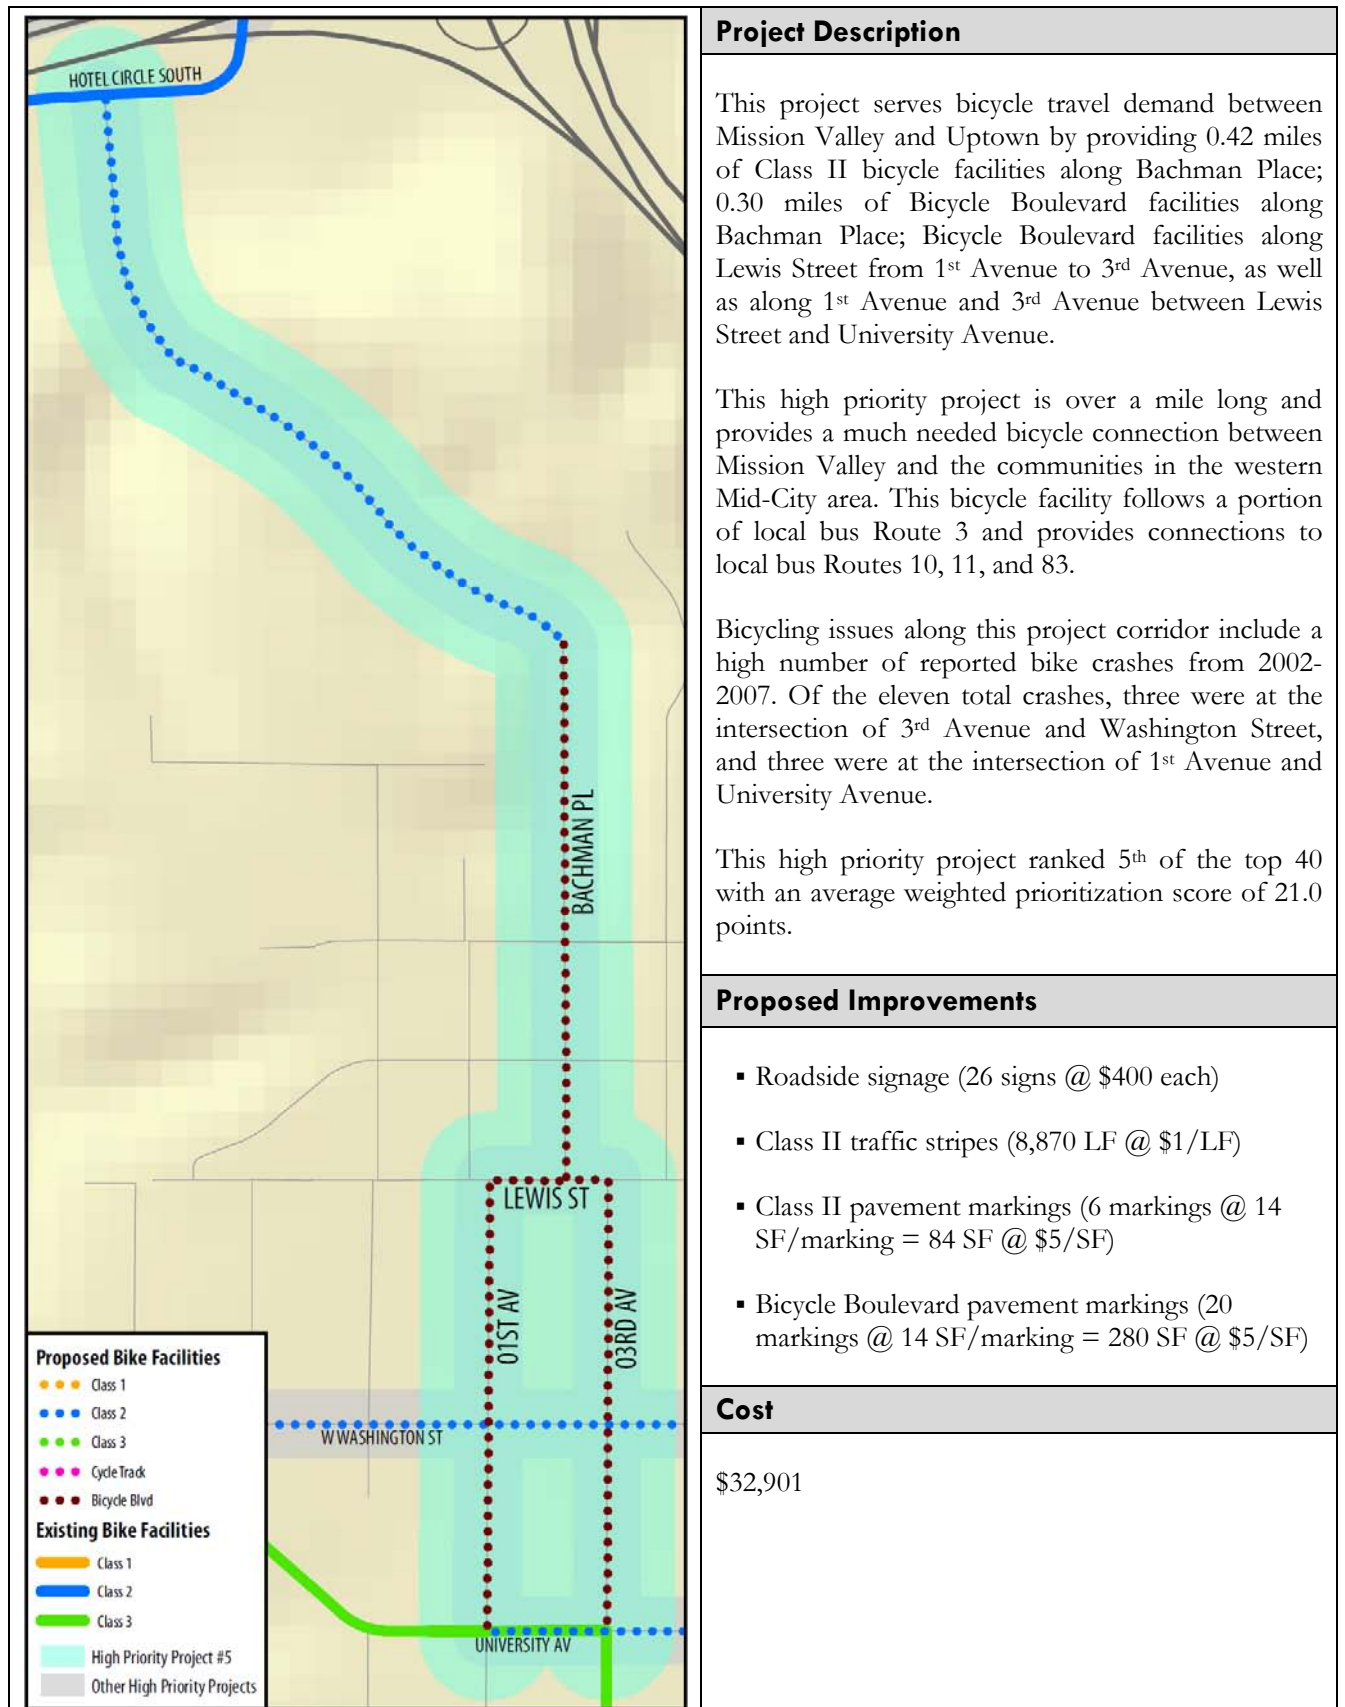 HOTEL CIRCLE SOUTH
BACHMAN PL
LEWIS ST
01ST AV
03RD AV
W WASHINGTON ST
UNIVERSITY AV
Proposed Bike Facilities
Class 1
Class 2
Class 3
Cycle Track
Bicycle Blvd
Existing Bike Facilities
Class 1
Class 2
Class 3
High Priority Project #5
Other High Priority Projects
Project Description
This project serves bicycle travel demand between
Mission Valley and Uptown by providing 0.42 miles
of Class II bicycle facilities along Bachman Place;
0.30 miles of Bicycle Boulevard facilities along
Bachman Place; Bicycle Boulevard facilities along
Lewis Street from 1st Avenue to 3rd Avenue, as well
as along 1st Avenue and 3rd Avenue between Lewis
Street and University Avenue.
This high priority project is over a mile long and
provides a much needed bicycle connection between
Mission Valley and the communities in the western
Mid-City area. This bicycle facility follows a portion
of local bus Route 3 and provides connections to
local bus Routes 10, 11, and 83.
Bicycling issues along this project corridor include a
high number of reported bike crashes from 2002-
2007. Of the eleven total crashes, three were at the
intersection of 3rd Avenue and Washington Street,
and three were at the intersection of 1st Avenue and
University Avenue.
This high priority project ranked 5th of the top 40
with an average weighted prioritization score of 21.0
points.
Proposed Improvements
▪ Roadside signage (26 signs @ $400 each)
▪ Class II traffic stripes (8,870 LF @ $1/LF)
▪ Class II pavement markings (6 markings @ 14
SF/marking = 84 SF @ $5/SF)
▪ Bicycle Boulevard pavement markings (20
markings @ 14 SF/marking = 280 SF @ $5/SF)
Cost
$32,901